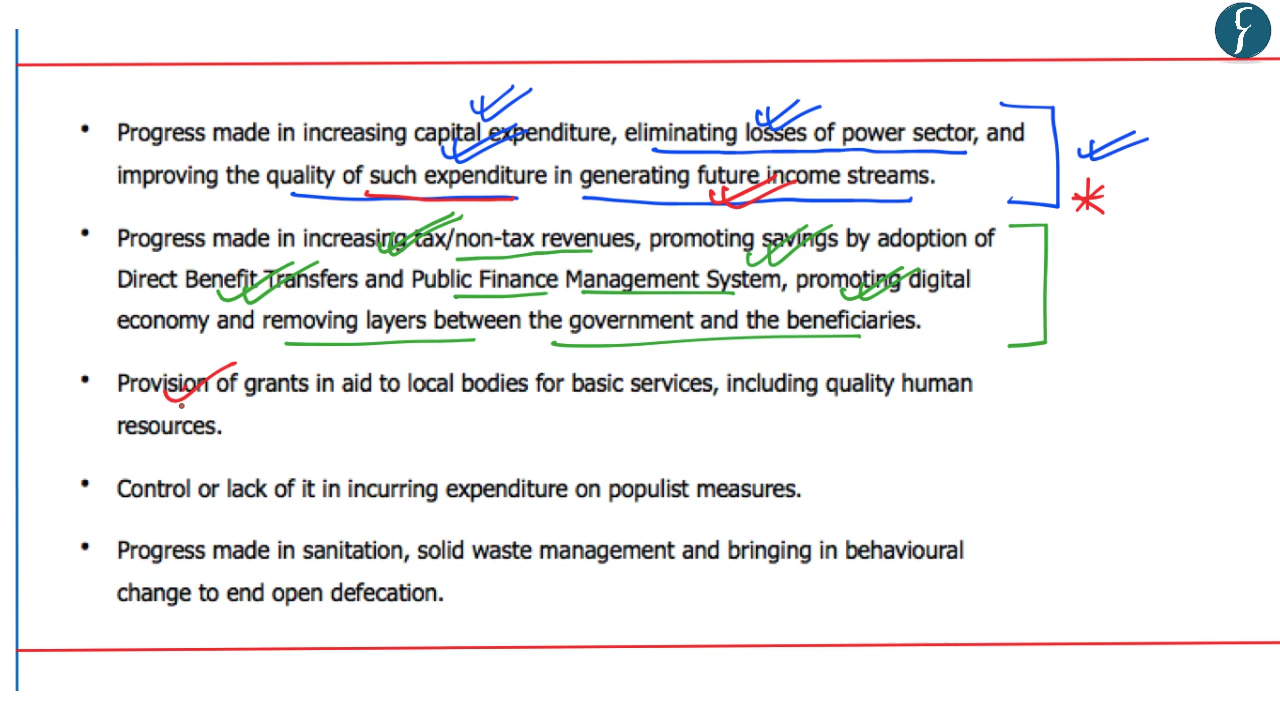 • Progress made in increasing capital expenditure, eliminating losses of power sector, and
improving the quality of such expenditure in generating future income streams.
• Progress made in increasing tax/non-tax revenues, promoting savings by adoption of
Direct Benefit Transfers and Public Finance Management System, promoting digital
economy and removing layers between the government and the beneficiaries.
• Provision of grants in aid to local bodies for basic services, including quality human
resources.
• Control or lack of it in incurring expenditure on populist measures.
• Progress made in sanitation, solid waste management and bringing in behavioural
change to end open defecation.